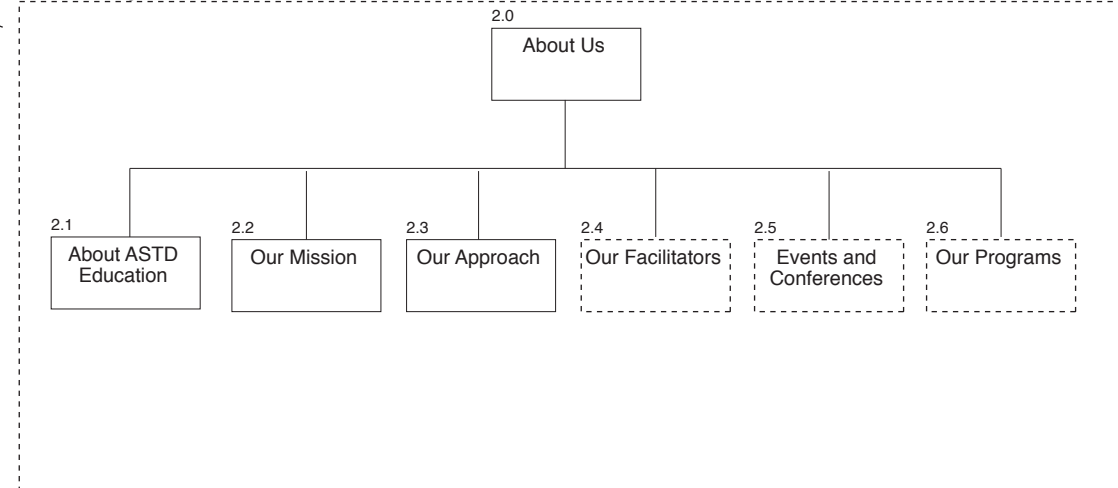 2.0
About Us
2.1
About ASTD
Education
2.2
Our Mission
2.3
Our Approach
2.4
Our Facilitators
2.5
Events and
Conferences
2.6
Our Programs